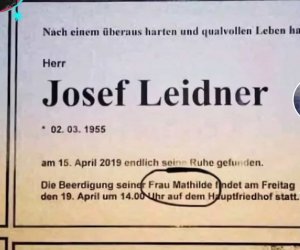 Nach einem überaus harten und qualvollen Leben ha
Herr
Josef Leidner
* 02. 03. 1955
am 15. April 2019 endlich seine Ruhe gefunden.
Die Beerdigung seiner Frau Mathilde findet am Freitag
den 19. April um 14.00 Uhr auf dem Hauptfriedhof statt.